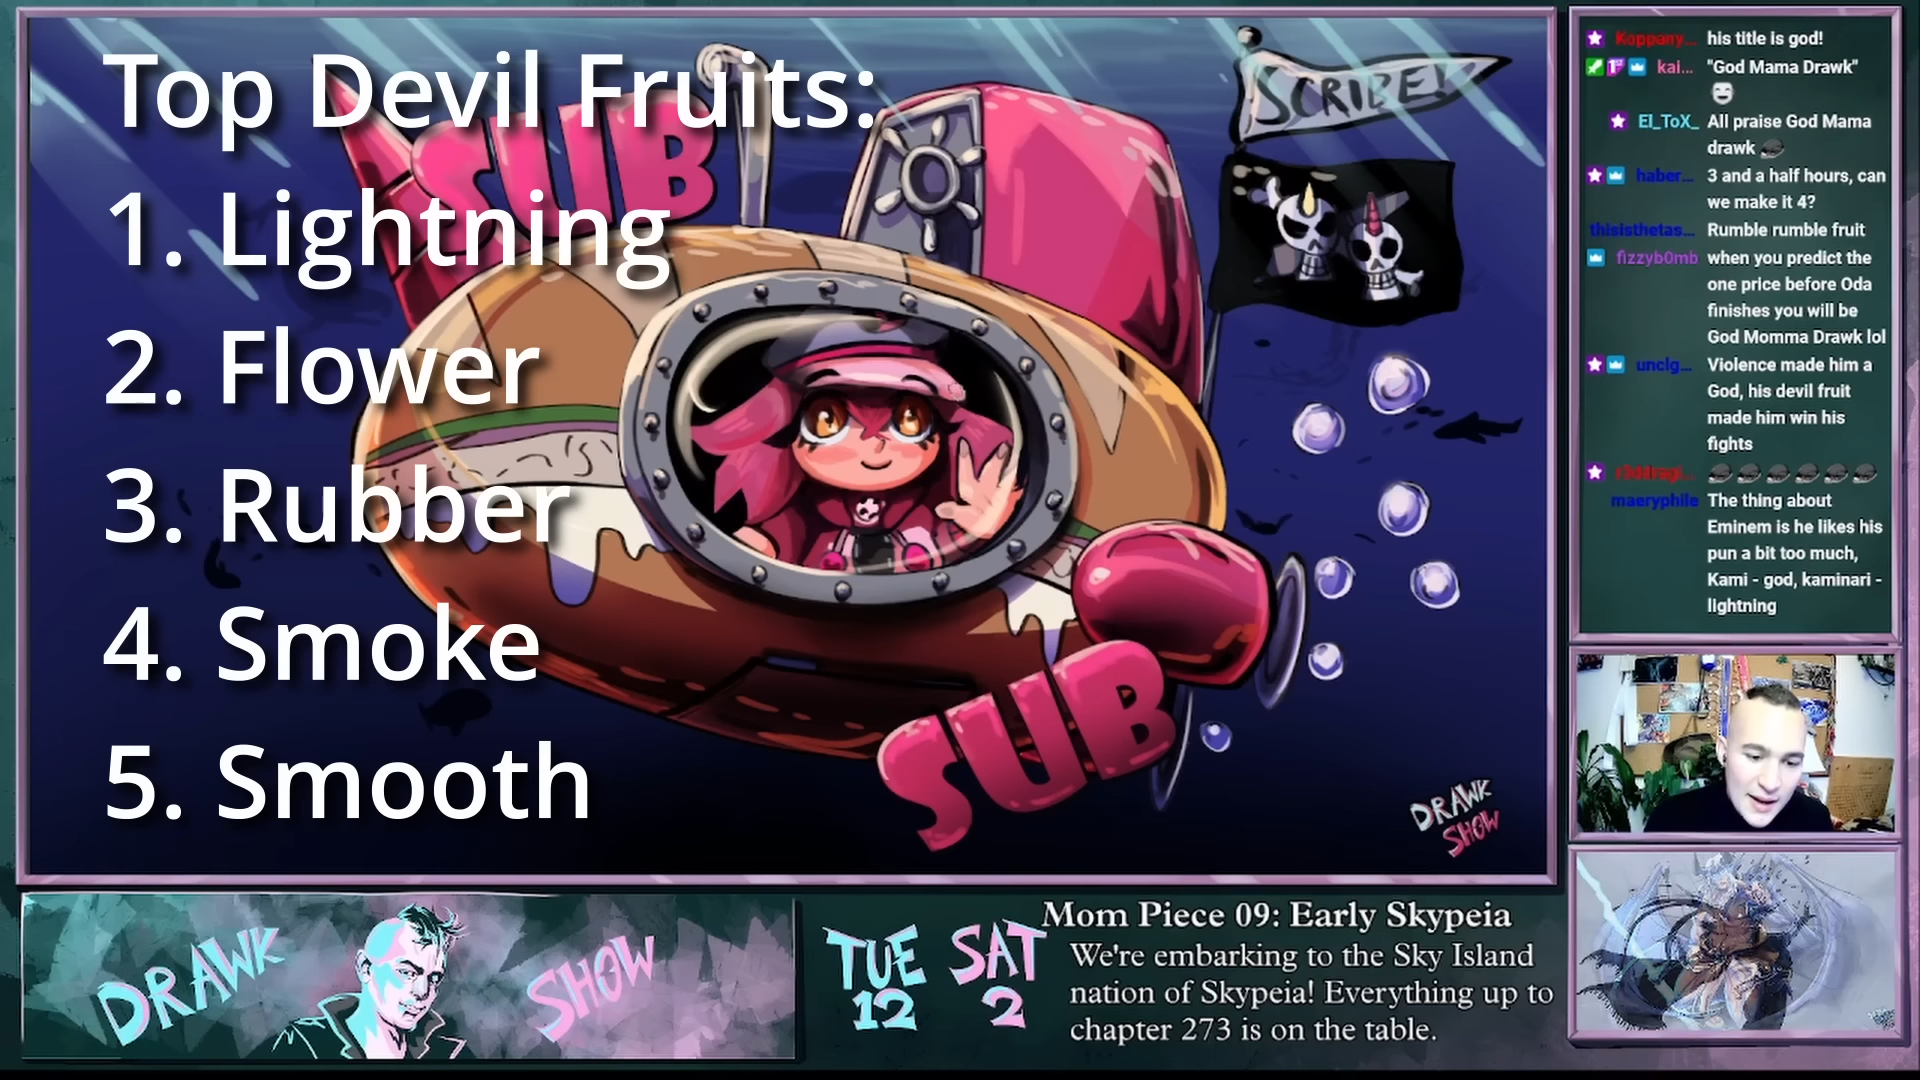 Top Devil Fruits:
1. Lightning
2. Flower
3. Rubber
4. Smoke
5. Smooth
SUB
SCRIBE!
SUB
DRAWK
SHOW
Koppany... his title is god!
kai... "God Mama Drawk"
El_ToX_ All praise God Mama
drawk
haber... 3 and a half hours, can
we make it 4?
thisisthetas... Rumble rumble fruit
fizzyb0mb when you predict the
one price before Oda
finishes you will be
God Momma Drawk lol
unclg... Violence made him a
God, his devil fruit
made him win his
fights
maeryphile The thing about
Eminem is he likes his
pun a bit too much,
Kami - god, kaminari -
lightning
DRAWK SHOW
TUE
12
SAT
2
Mom Piece 09: Early Skypeia
We're embarking to the Sky Island
nation of Skypeia! Everything up to
chapter 273 is on the table.